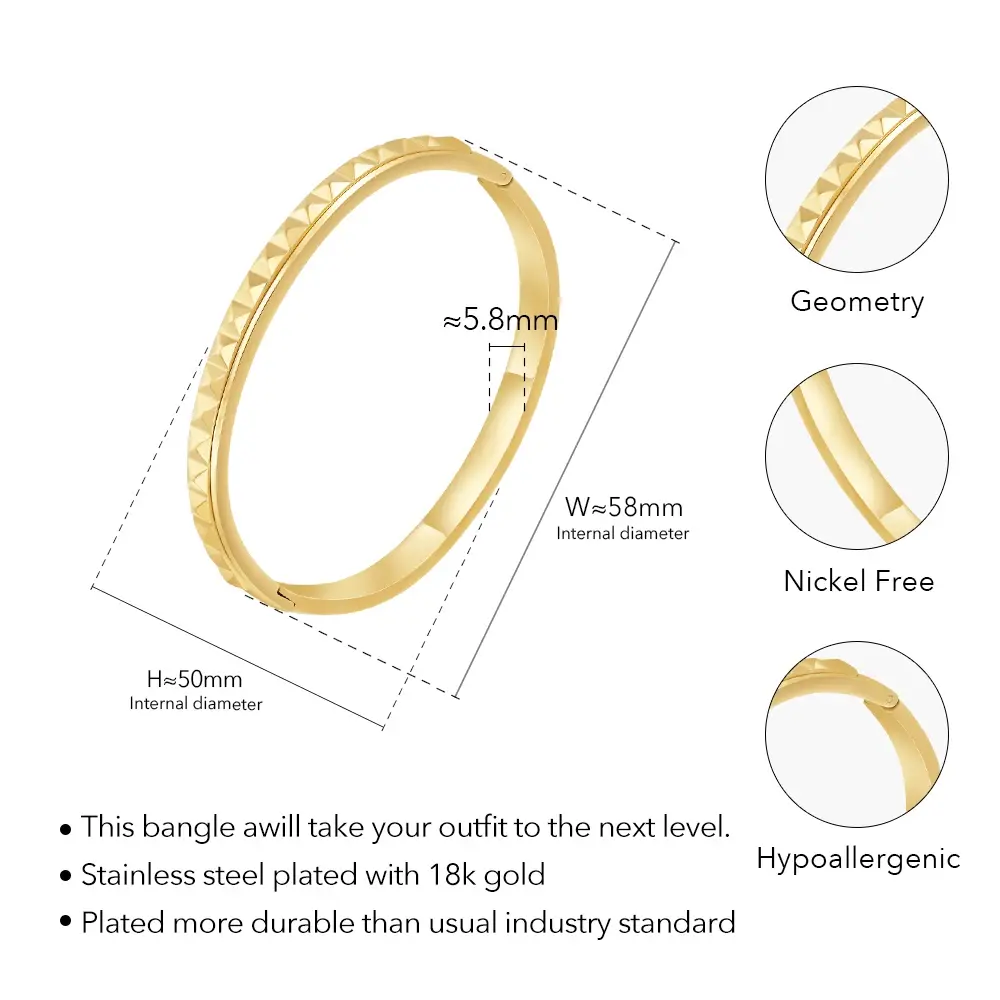 ≈5.8mm
W≈58mm
Internal diameter
H≈50mm
Internal diameter
Geometry
Nickel Free
Hypoallergenic
• This bangle awill take your outfit to the next level.
• Stainless steel plated with 18k gold
• Plated more durable than usual industry standard